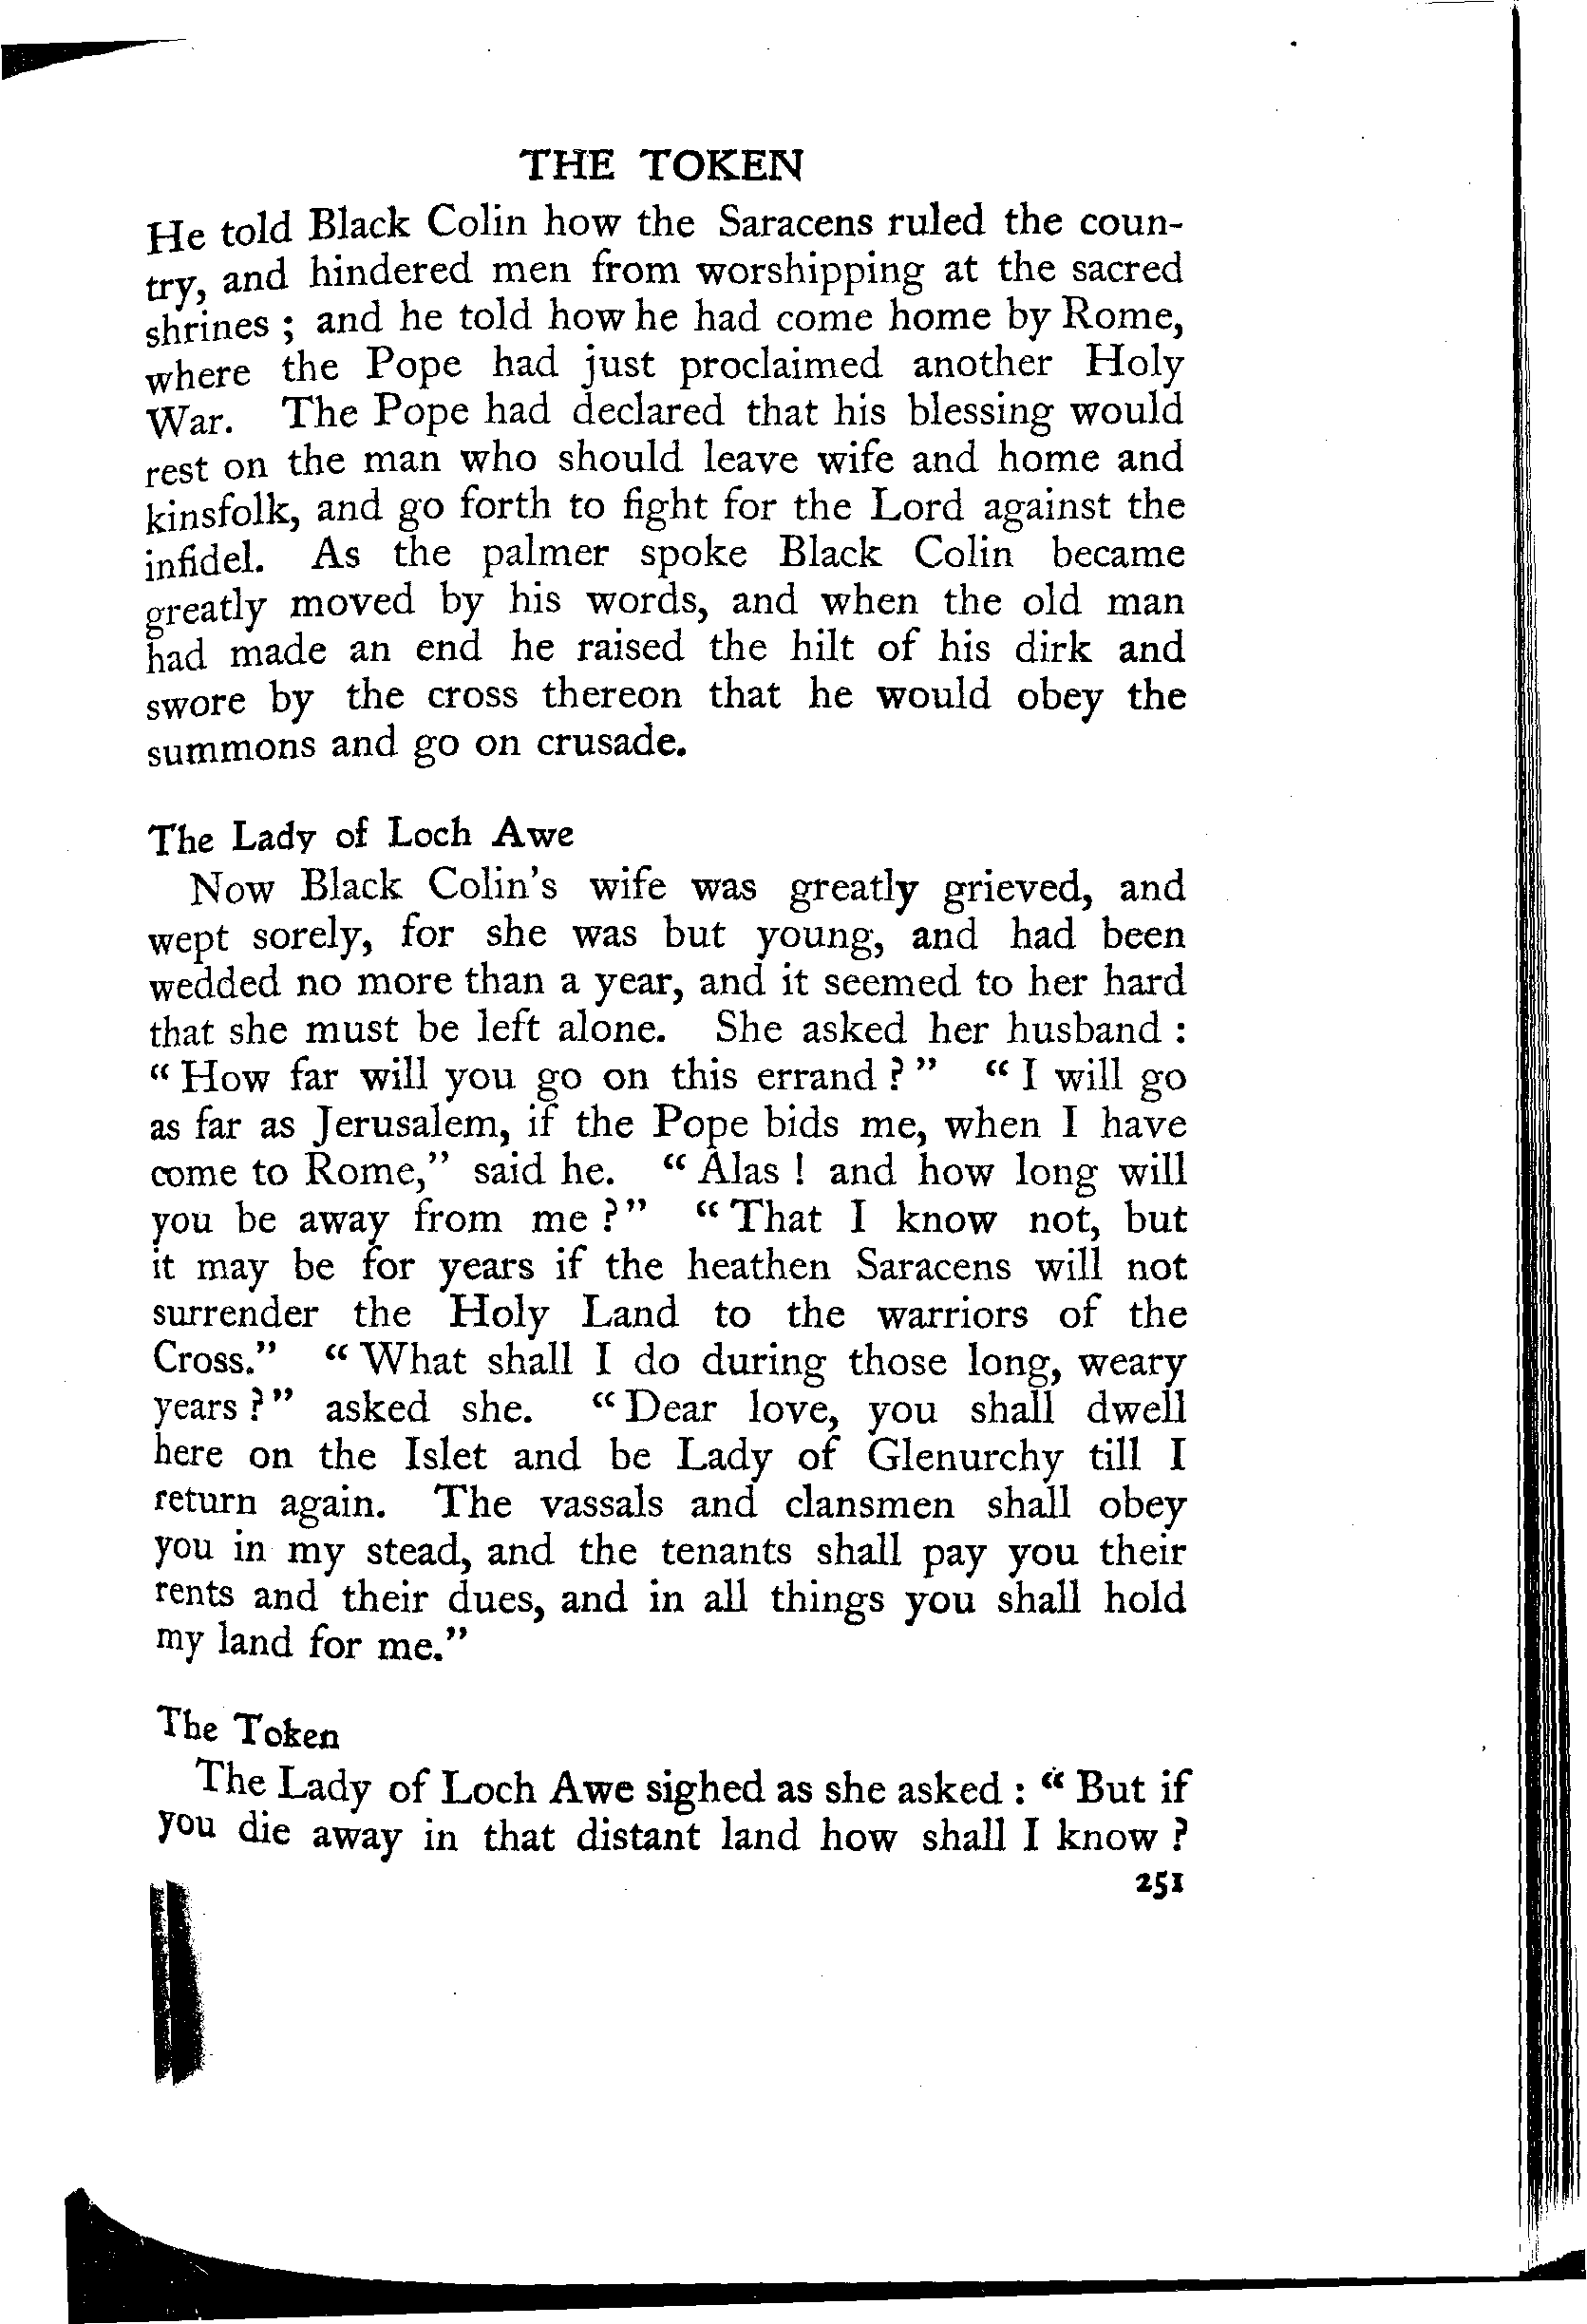 THE TOKEN
He told Black Colin how the Saracens ruled the coun-
try, and hindered men from worshipping at the sacred
shrines ; and he told how he had come home by Rome,
where the Pope had just proclaimed another Holy
War. The Pope had declared that his blessing would
rest on the man who should leave wife and home and
kinsfolk, and go forth to fight for the Lord against the
infidel. As the palmer spoke Black Colin became
greatly moved by his words, and when the old man
had made an end he raised the hilt of his dirk and
swore by the cross thereon that he would obey the
summons and go on crusade.
The Lady of Loch Awe
Now Black Colin's wife was greatly grieved, and
wept sorely, for she was but young, and had been
wedded no more than a year, and it seemed to her hard
that she must be left alone. She asked her husband :
“ How far will you go on this errand ? ” “ I will go
as far as Jerusalem, if the Pope bids me, when I have
come to Rome,” said he. “ Alas ! and how long will
you be away from me ?” “ That I know not, but
it may be for years if the heathen Saracens will not
surrender the Holy Land to the warriors of the
Cross.” “ What shall I do during those long, weary
years ?” asked she. “ Dear love, you shall dwell
here on the Islet and be Lady of Glenurchy till I
return again. The vassals and clansmen shall obey
you in my stead, and the tenants shall pay you their
rents and their dues, and in all things you shall hold
my land for me.”
The Token
The Lady of Loch Awe sighed as she asked : “ But if
you die away in that distant land how shall I know ?
251